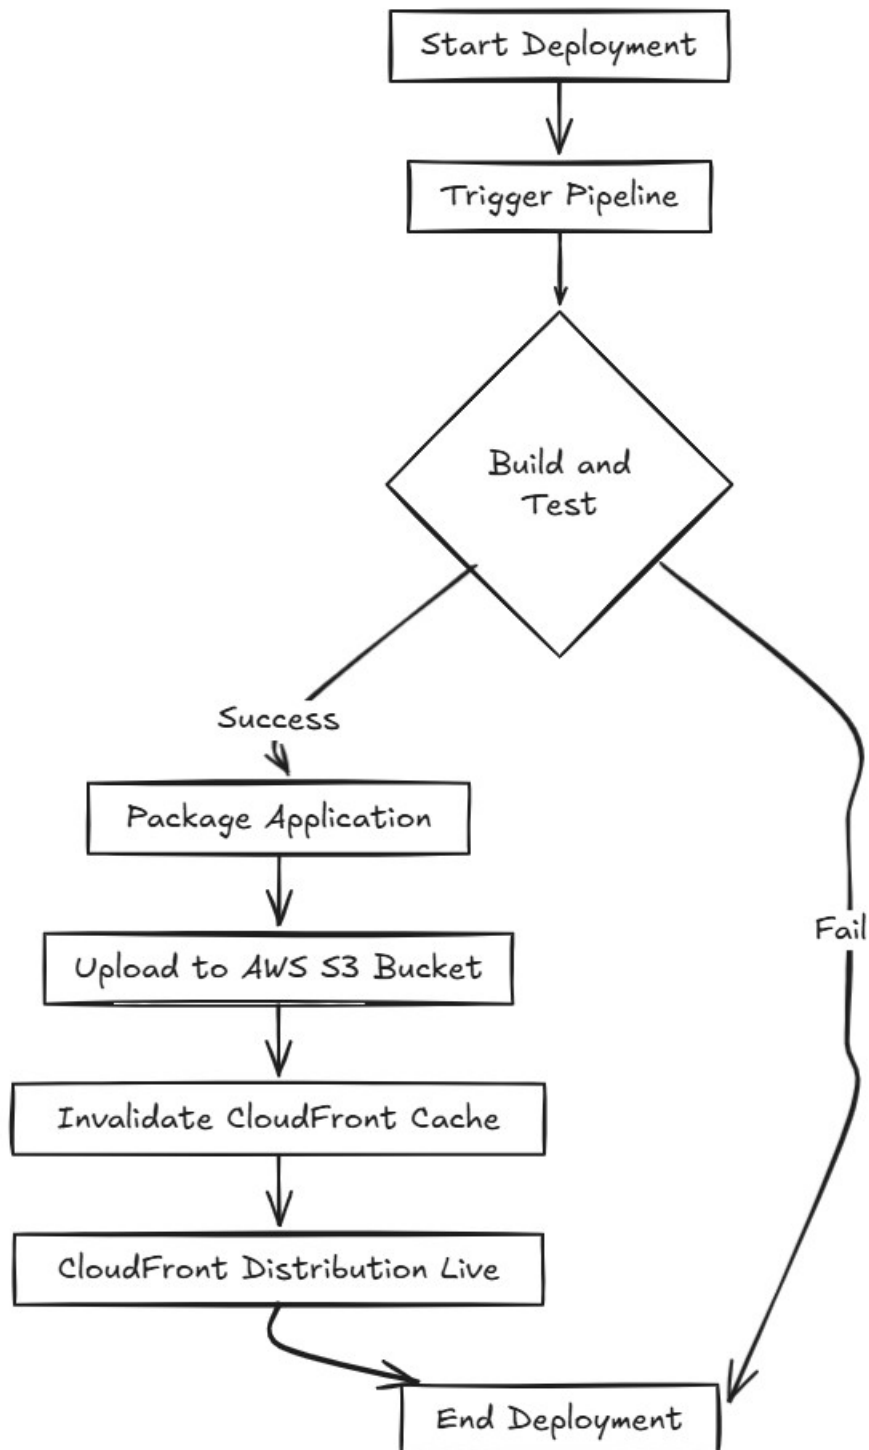 Start Deployment
Trigger Pipeline
Build and
Test
Success
Package Application
Upload to AWS S3 Bucket
Fail
Invalidate CloudFront Cache
CloudFront Distribution Live
End Deployment